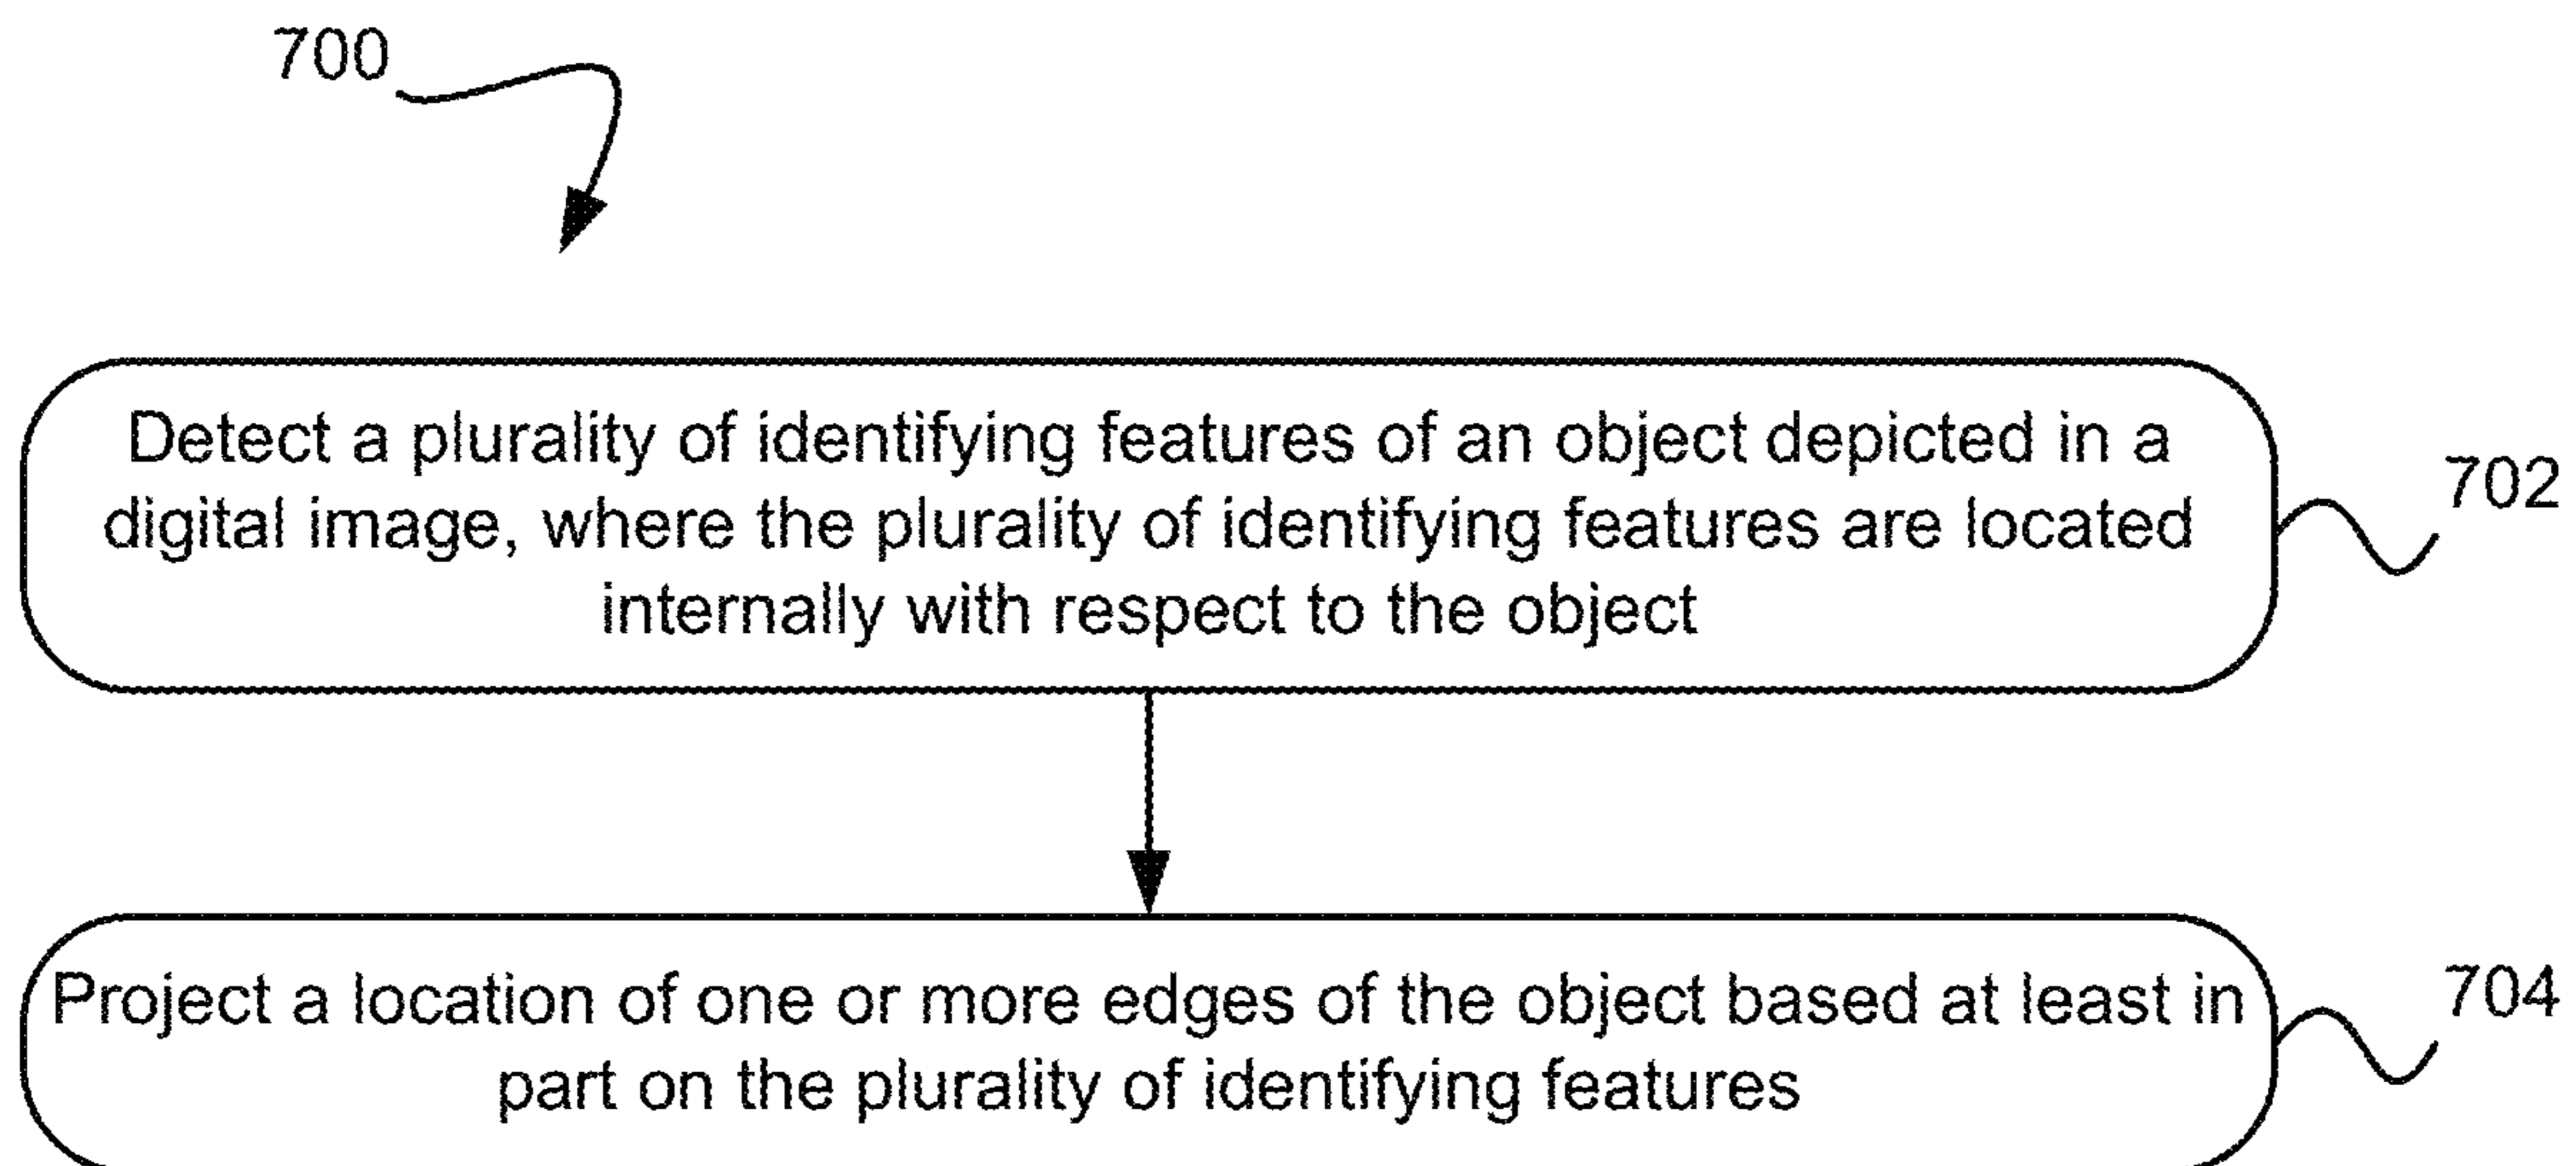 700
Detect a plurality of identifying features of an object depicted in a
digital image, where the plurality of identifying features are located
internally with respect to the object
702
Project a location of one or more edges of the object based at least in
part on the plurality of identifying features
704